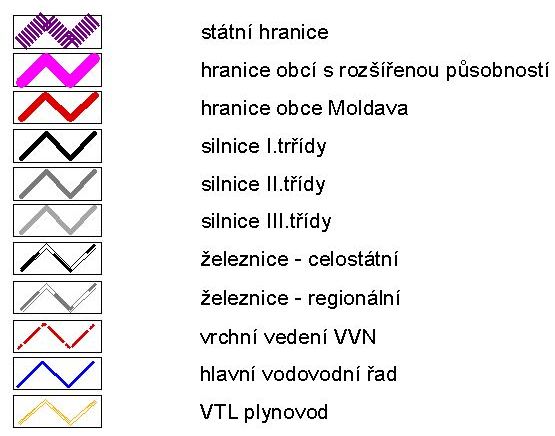 státní hranice
hranice obcí s rozšířenou působností
hranice obce Moldava
silnice I.trřídy
silnice II.třídy
silnice III.třídy
železnice - celostátní
železnice - regionální
vrchní vedení VVN
hlavní vodovodní řad
VTL plynovod